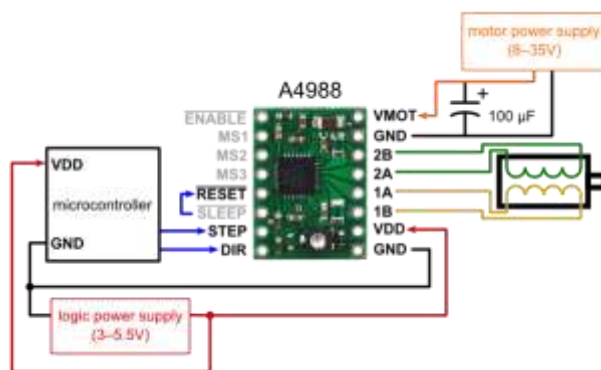 motor power supply
(8–35V)
A4988
+
100 µF
ENABLE
MS1
MS2
MS3
RESET
SLEEP
STEP
DIR
VMOT
GND
2B
2A
1A
1B
VDD
GND
VDD
microcontroller
GND
logic power supply
(3–5.5V)